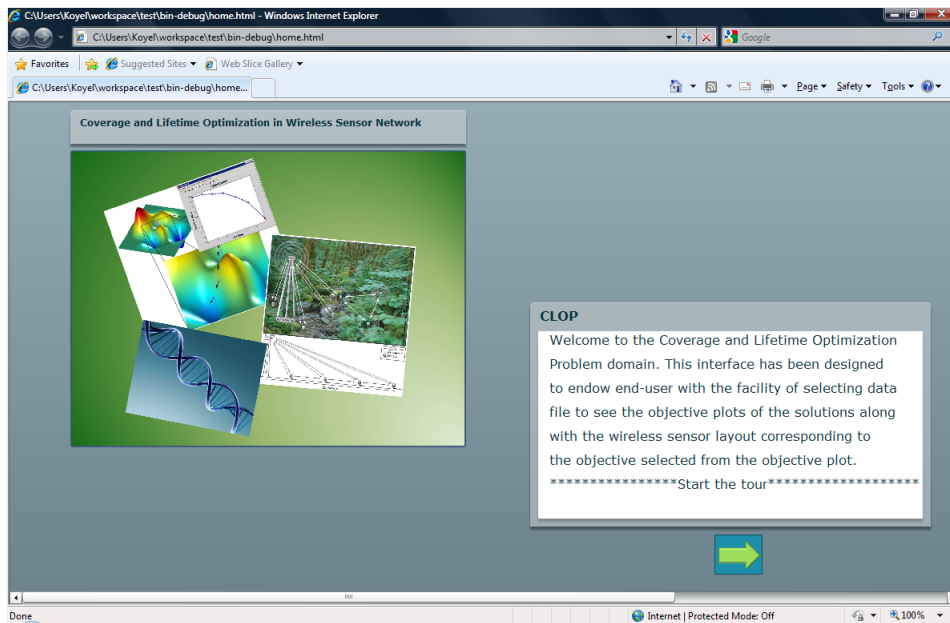 C:\Users\Koyel\workspace\test\bin-debug\home.html - Windows Internet Explorer
C:\Users\Koyel\workspace\test\bin-debug\home.html
Google
Favorites
Suggested Sites
Web Slice Gallery
C:\Users\Koyel\workspace\test\bin-debug\home...
Page
Safety
Tools
Coverage and Lifetime Optimization in Wireless Sensor Network
CLOP
Welcome to the Coverage and Lifetime Optimization
Problem domain. This interface has been designed
to endow end-user with the facility of selecting data
file to see the objective plots of the solutions along
with the wireless sensor layout corresponding to
the objective selected from the objective plot.
****************Start the tour*******************
Done
Internet | Protected Mode: Off
100%